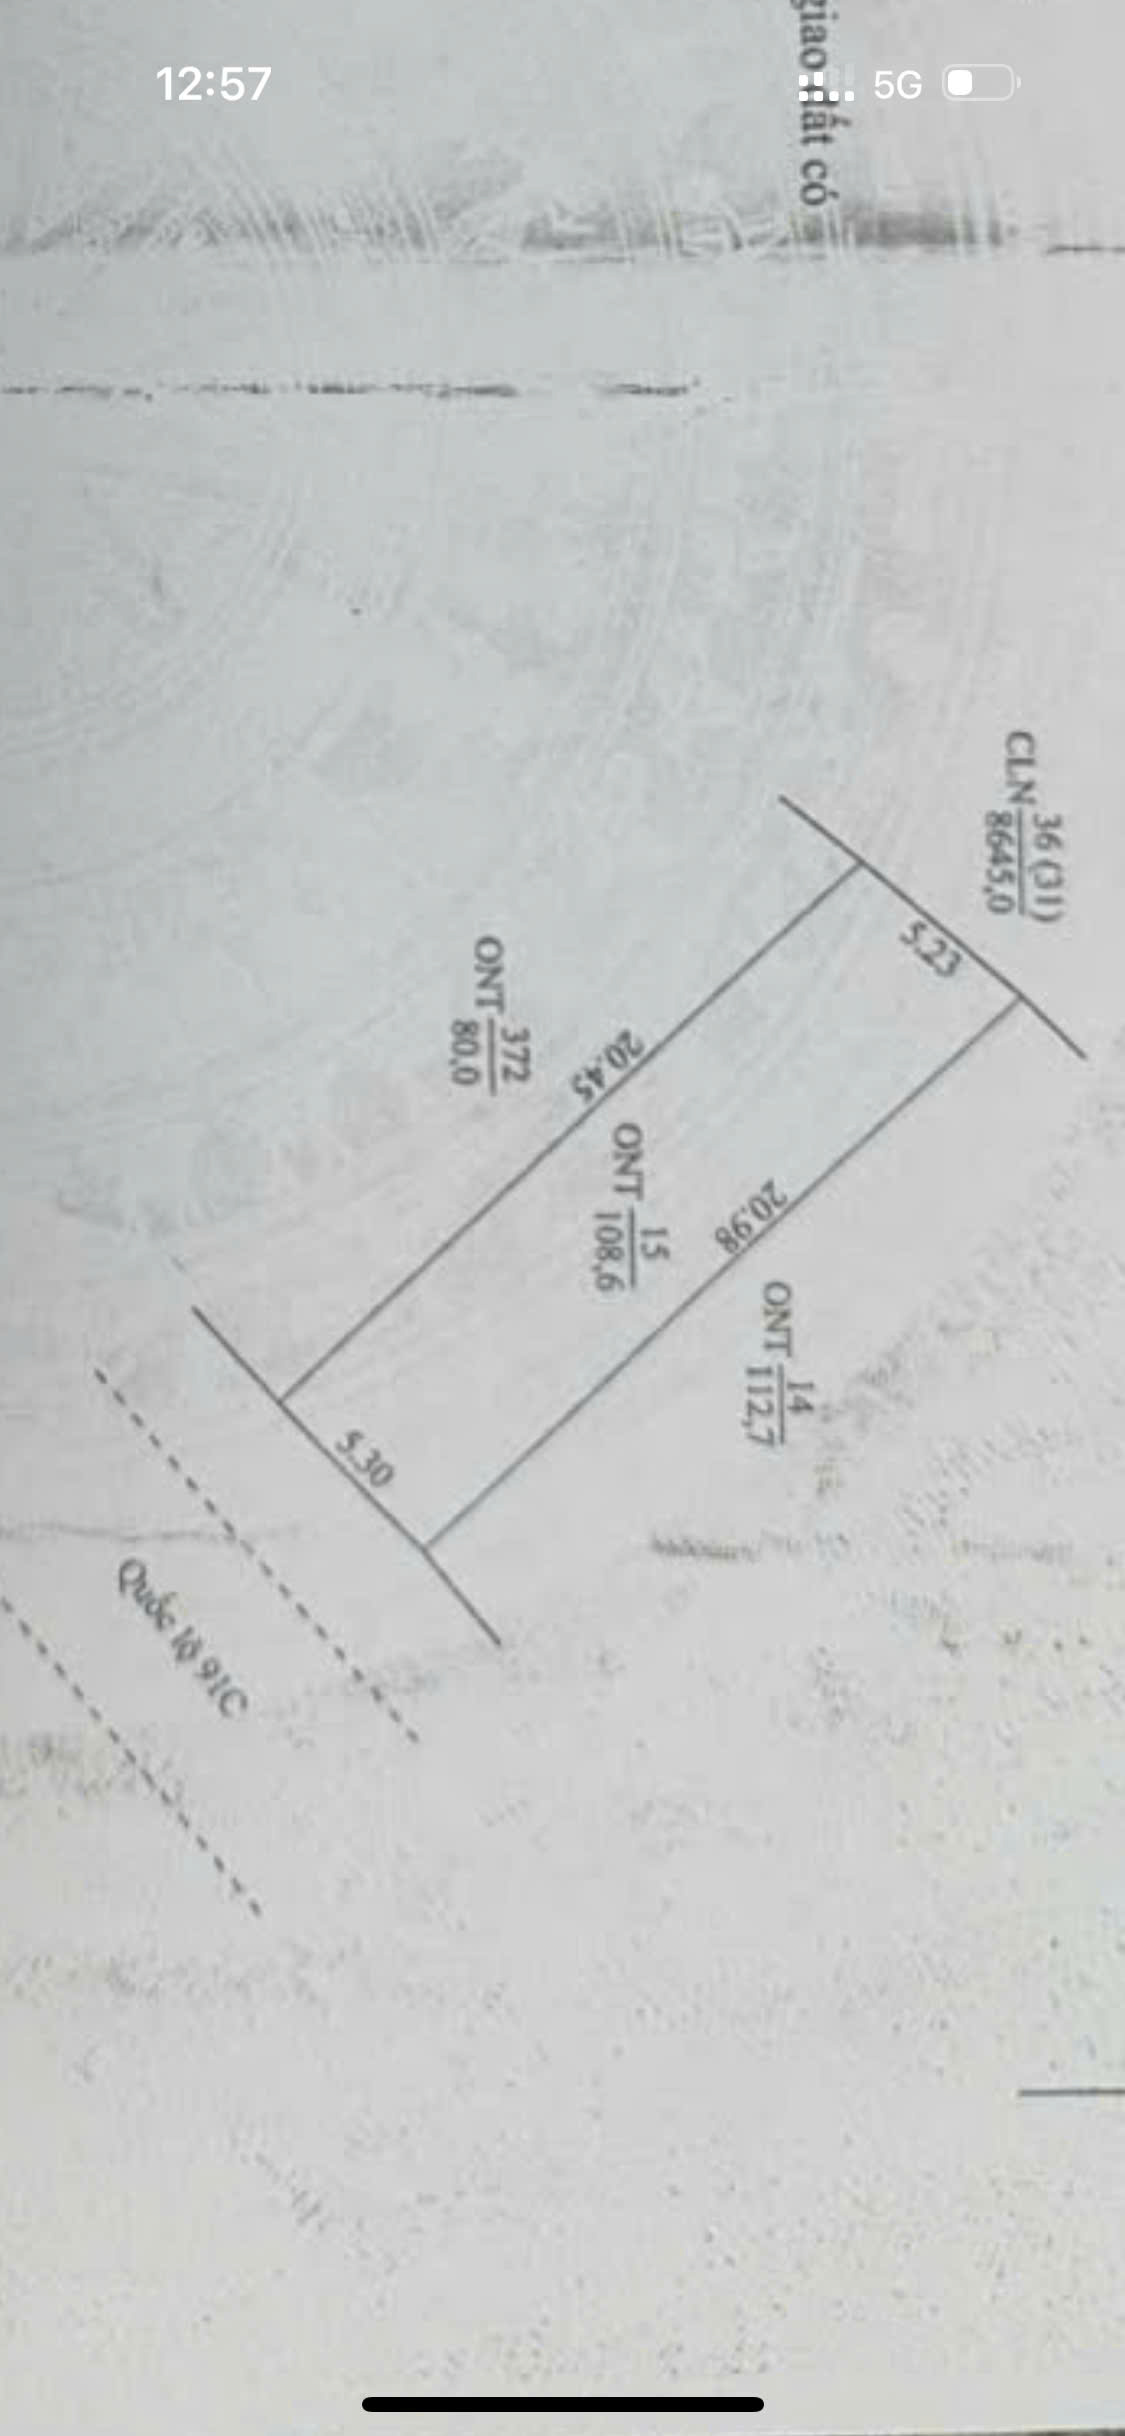 12:57
5G
giao đất có
36 (31)
CLN
8645,0
5.23
372
ONT
80,0
20.45
15
ONT
108,6
20.98
14
ONT
112,7
5.30
Quốc lộ 91C